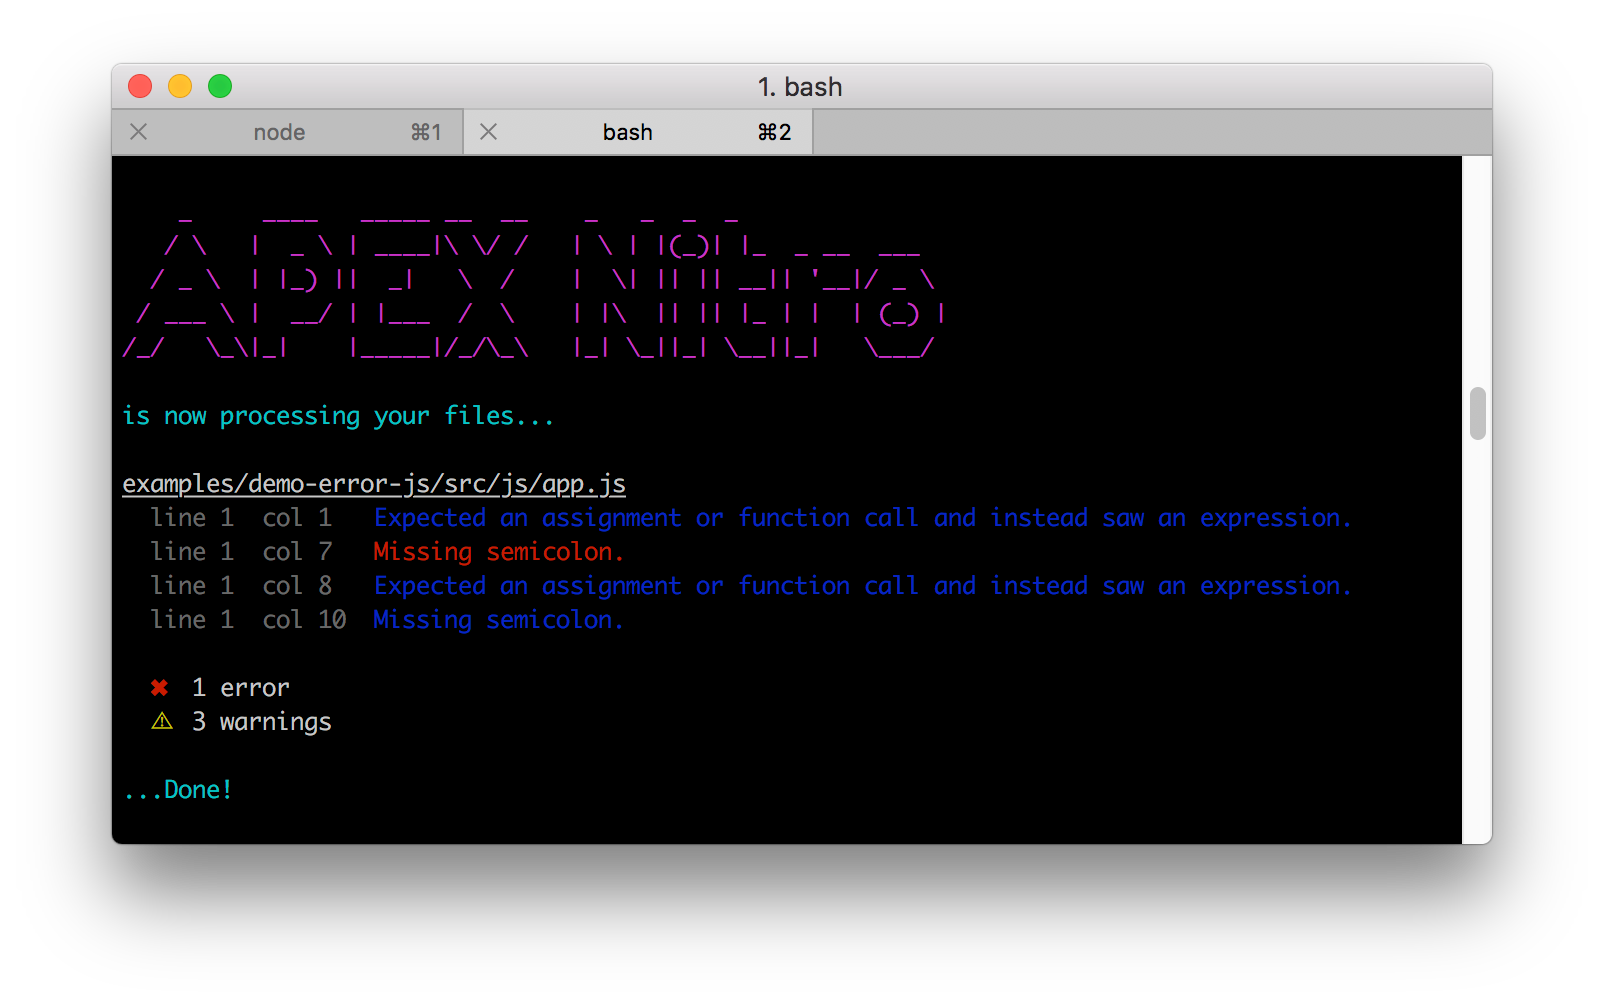 1. bash
node ⌘1 bash ⌘2
APEX Nitro
is now processing your files...
examples/demo-error-js/src/js/app.js
line 1 col 1 Expected an assignment or function call and instead saw an expression.
line 1 col 7 Missing semicolon.
line 1 col 8 Expected an assignment or function call and instead saw an expression.
line 1 col 10 Missing semicolon.
✖ 1 error
⚠ 3 warnings
...Done!